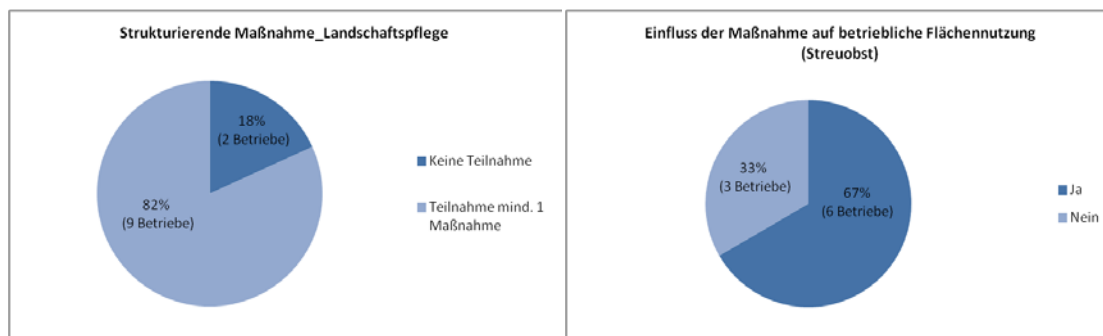 Strukturierende Maßnahme_Landschaftspflege
18%
(2 Betriebe)
82%
(9 Betriebe)
Keine Teilnahme
Teilnahme mind. 1
Maßnahme
Einfluss der Maßnahme auf betriebliche Flächennutzung
(Streuobst)
33%
(3 Betriebe)
67%
(6 Betriebe)
Ja
Nein